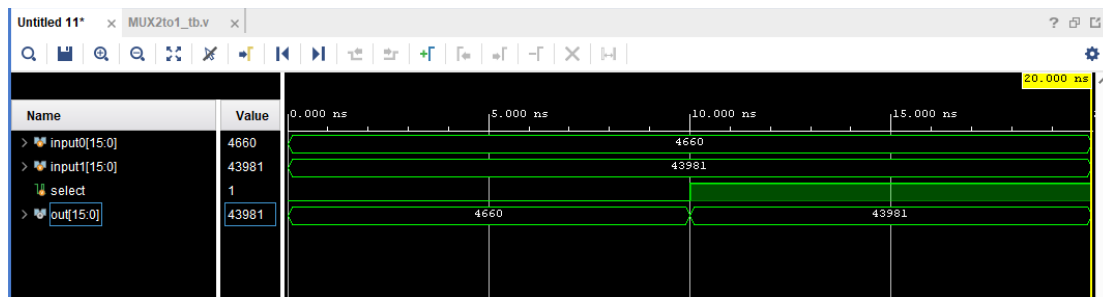 Untitled 11* × MUX2to1_tb.v × ?
20.000 ns
Name Value 0.000 ns 5.000 ns 10.000 ns 15.000 ns
> input0[15:0] 4660 4660
> input1[15:0] 43981 43981
select 1
> out[15:0] 43981 4660 43981